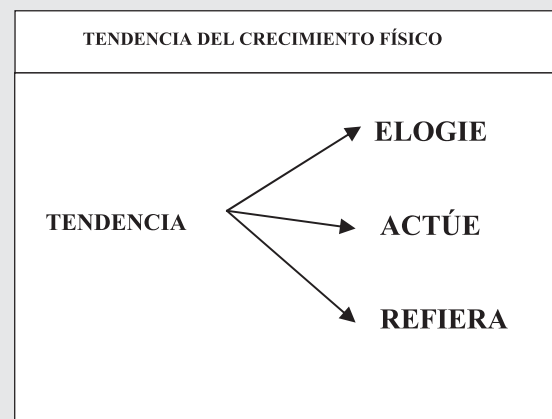 TENDENCIA DEL CRECIMIENTO FÍSICO
ELOGIE
TENDENCIA
ACTÚE
REFIERA